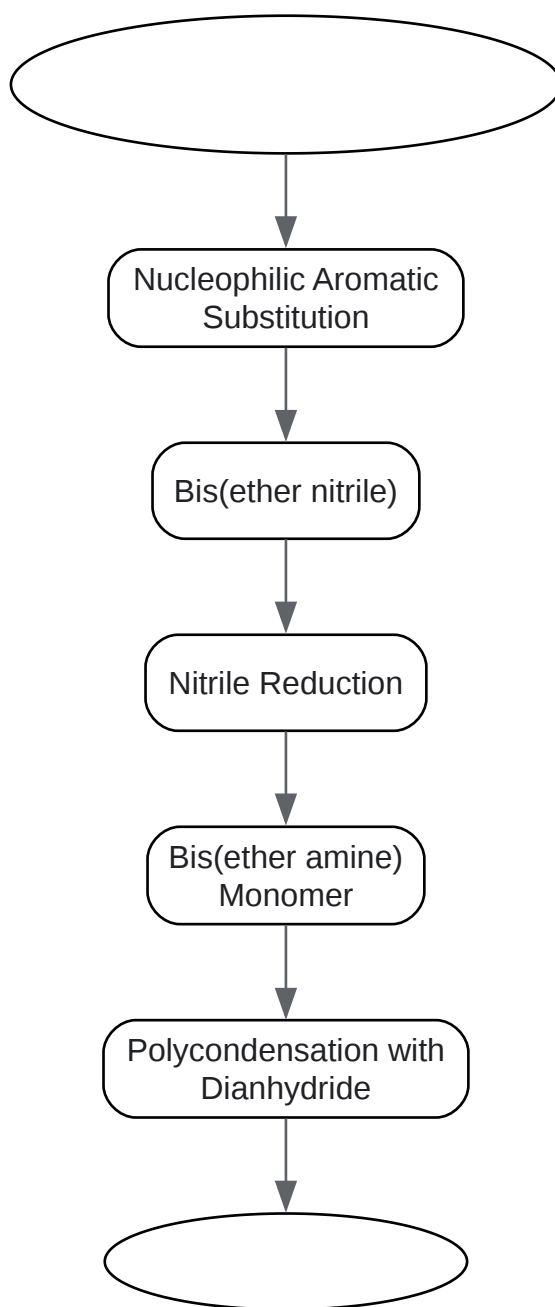 Nucleophilic Aromatic
Substitution
Bis(ether nitrile)
Nitrile Reduction
Bis(ether amine)
Monomer
Polycondensation with
Dianhydride